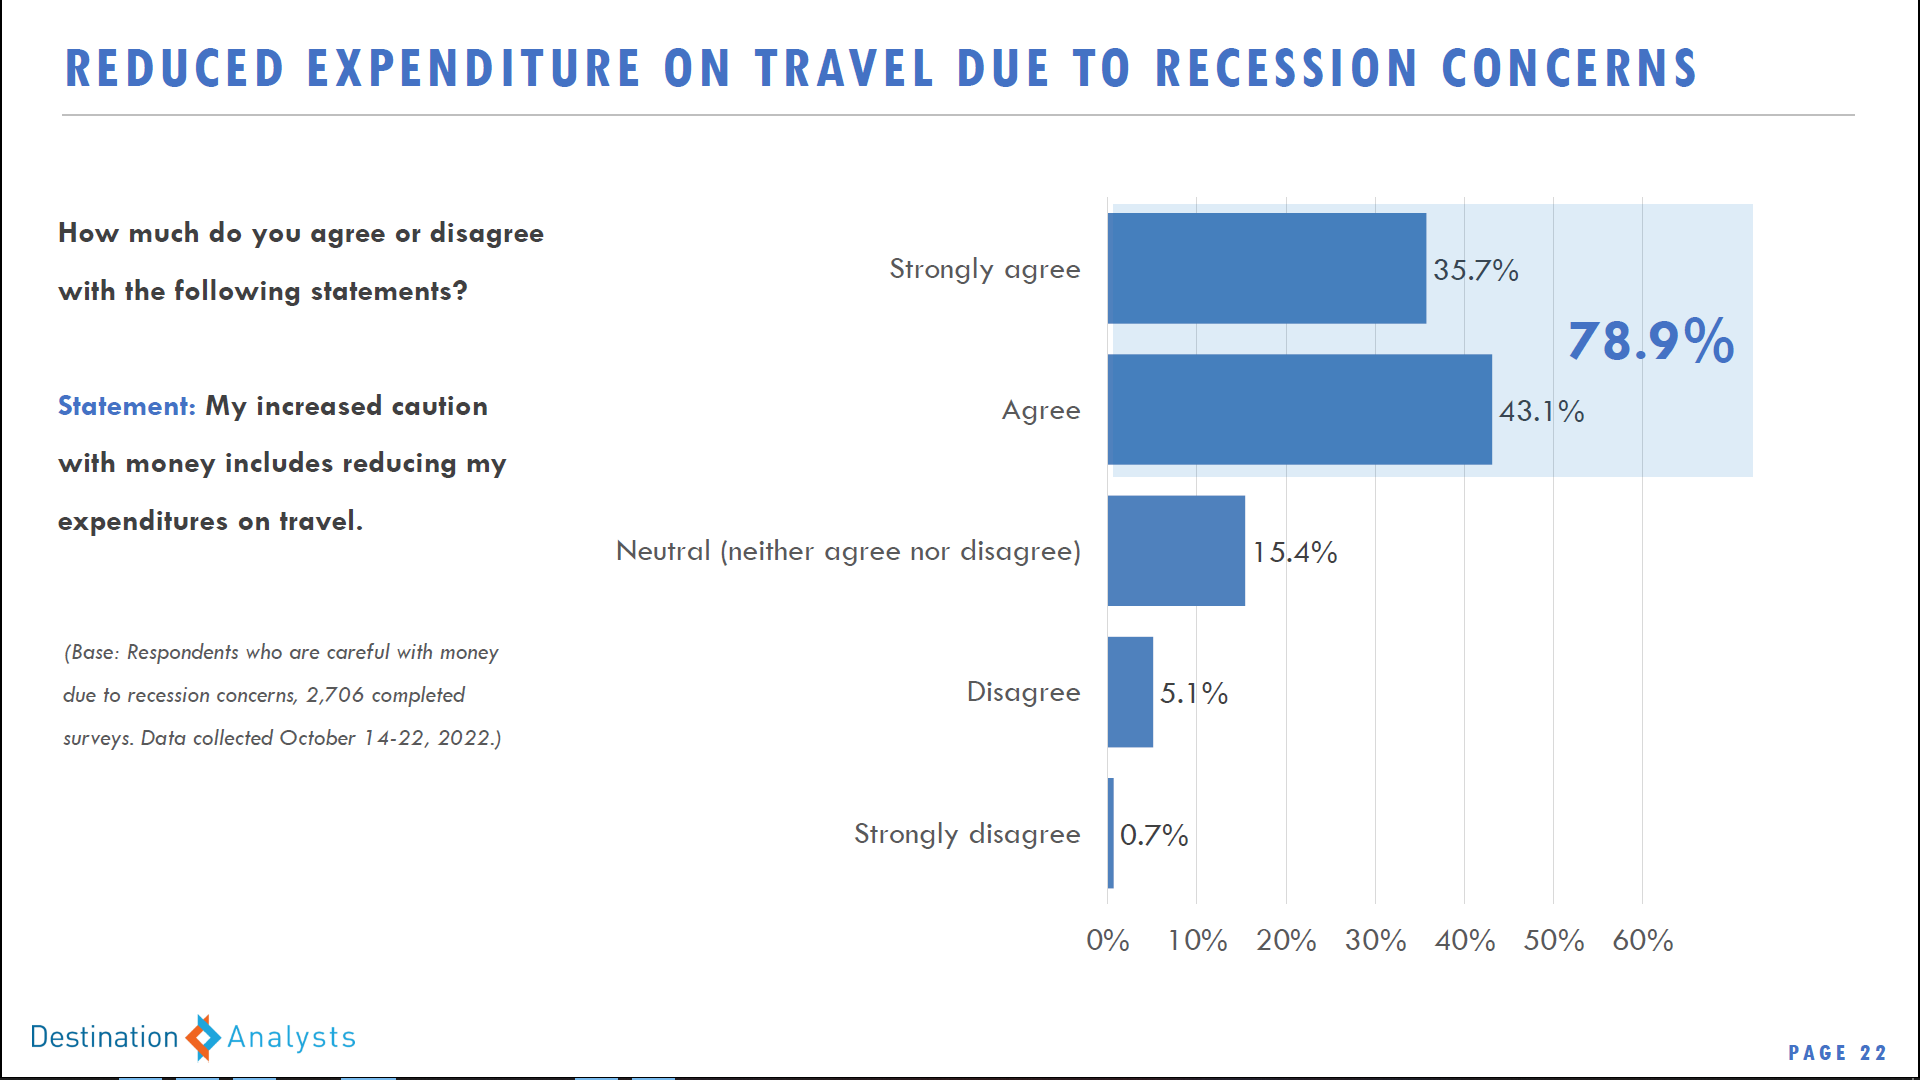 REDUCED EXPENDITURE ON TRAVEL DUE TO RECESSION CONCERNS
How much do you agree or disagree
with the following statements?
Statement: My increased caution
with money includes reducing my
expenditures on travel.
(Base: Respondents who are careful with money
due to recession concerns, 2,706 completed
surveys. Data collected October 14-22, 2022.)
Strongly agree 35.7%
78.9%
Agree 43.1%
Neutral (neither agree nor disagree) 15.4%
Disagree 5.1%
Strongly disagree 0.7%
0% 10% 20% 30% 40% 50% 60%
Destination Analysts
PAGE 22